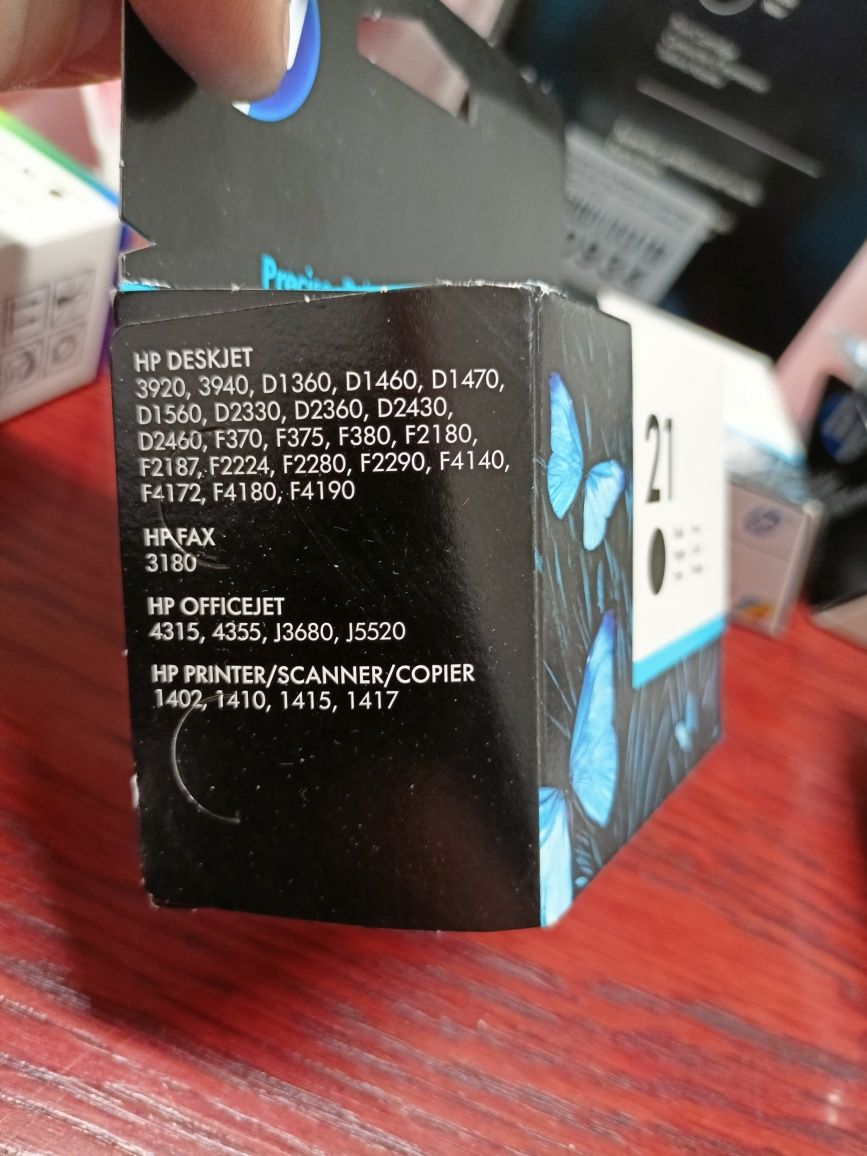 HP DESKJET
3920, 3940, D1360, D1460, D1470,
D1560, D2330, D2360, D2430,
D2460, F370, F375, F380, F2180,
F2187, F2224, F2280, F2290, F4140,
F4172, F4180, F4190
HP FAX
3180
HP OFFICEJET
4315, 4355, J3680, J5520
HP PRINTER/SCANNER/COPIER
1402, 1410, 1415, 1417
21